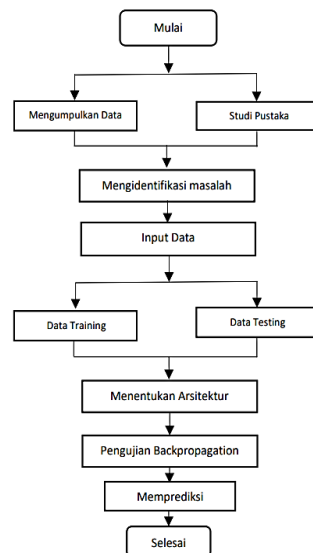 Mulai
Mengumpulkan Data
Studi Pustaka
Mengidentifikasi masalah
Input Data
Data Training
Data Testing
Menentukan Arsitektur
Pengujian Backpropagation
Memprediksi
Selesai